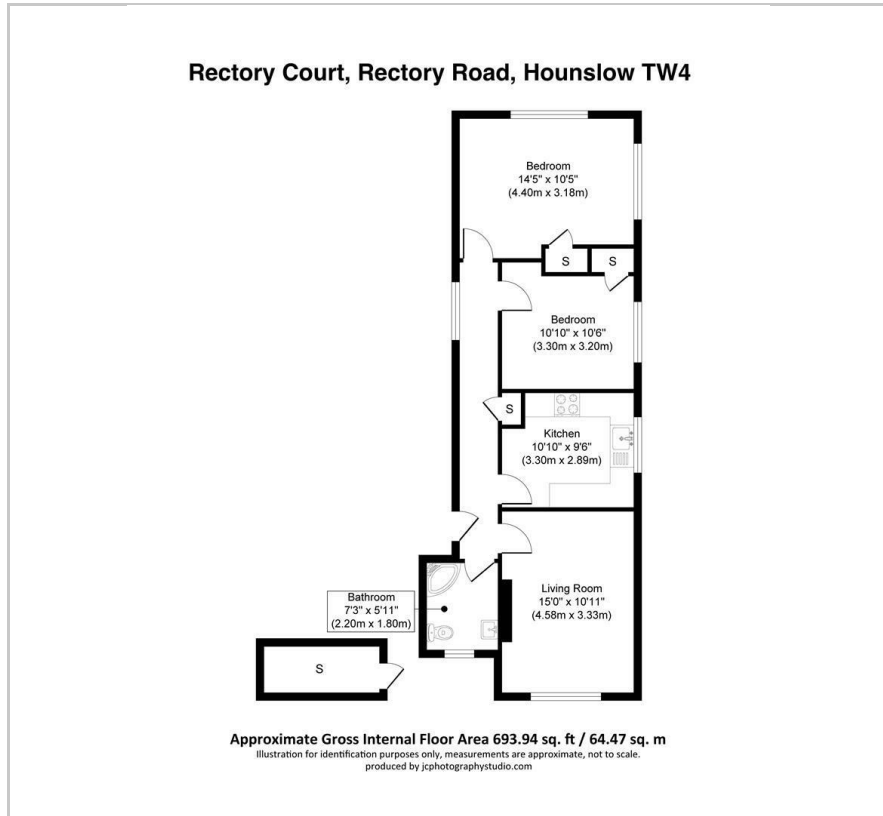 Rectory Court, Rectory Road, Hounslow TW4
Bedroom
14'5" x 10'5"
(4.40m x 3.18m)
S
S
Bedroom
10'10" x 10'6"
(3.30m x 3.20m)
S
Kitchen
10'10" x 9'6"
(3.30m x 2.89m)
Living Room
15'0" x 10'11"
(4.58m x 3.33m)
Bathroom
7'3" x 5'11"
(2.20m x 1.80m)
S
Approximate Gross Internal Floor Area 693.94 sq. ft / 64.47 sq. m
Illustration for identification purposes only, measurements are approximate, not to scale.
produced by jcphotographystudio.com